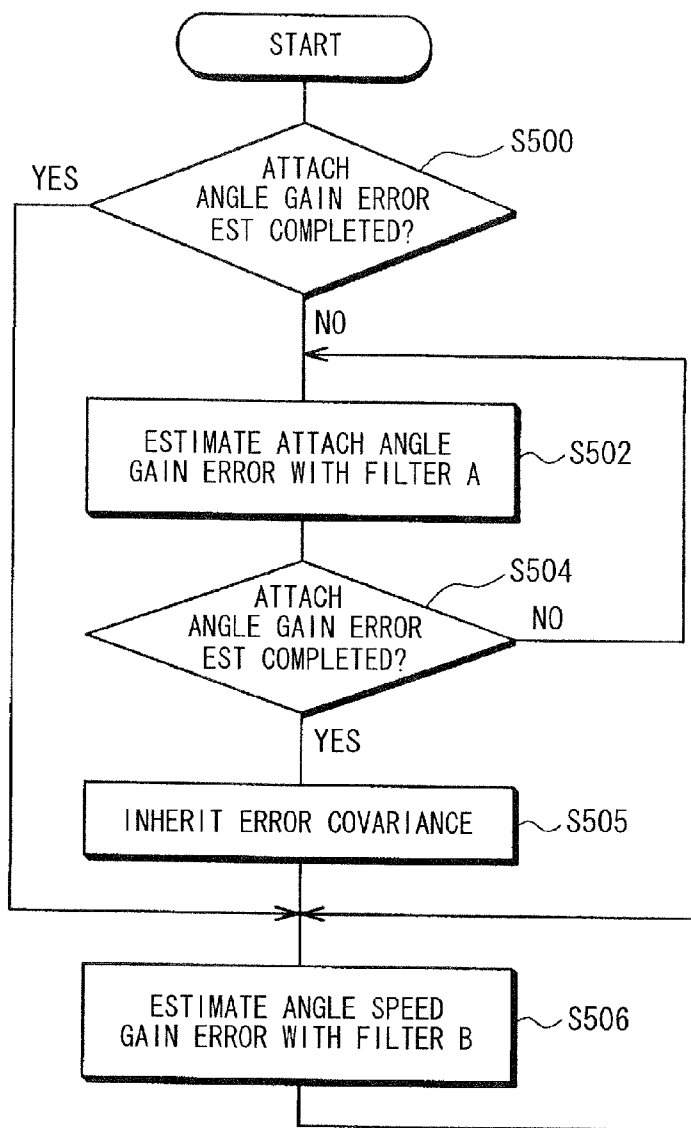 START
S500
YES
ATTACH
ANGLE GAIN ERROR
EST COMPLETED?
NO
ESTIMATE ATTACH ANGLE
GAIN ERROR WITH FILTER A
S502
S504
ATTACH
ANGLE GAIN ERROR
EST COMPLETED?
NO
YES
INHERIT ERROR COVARIANCE
S505
ESTIMATE ANGLE SPEED
GAIN ERROR WITH FILTER B
S506